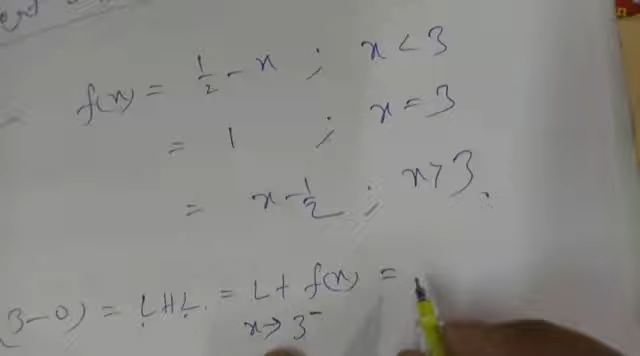 f(x) = 1/2 - x ; x < 3
= 1 ; x = 3
= x - 1/2 ; x > 3.
(3-0) = LHL. = Lt f(x) =
x→3⁻